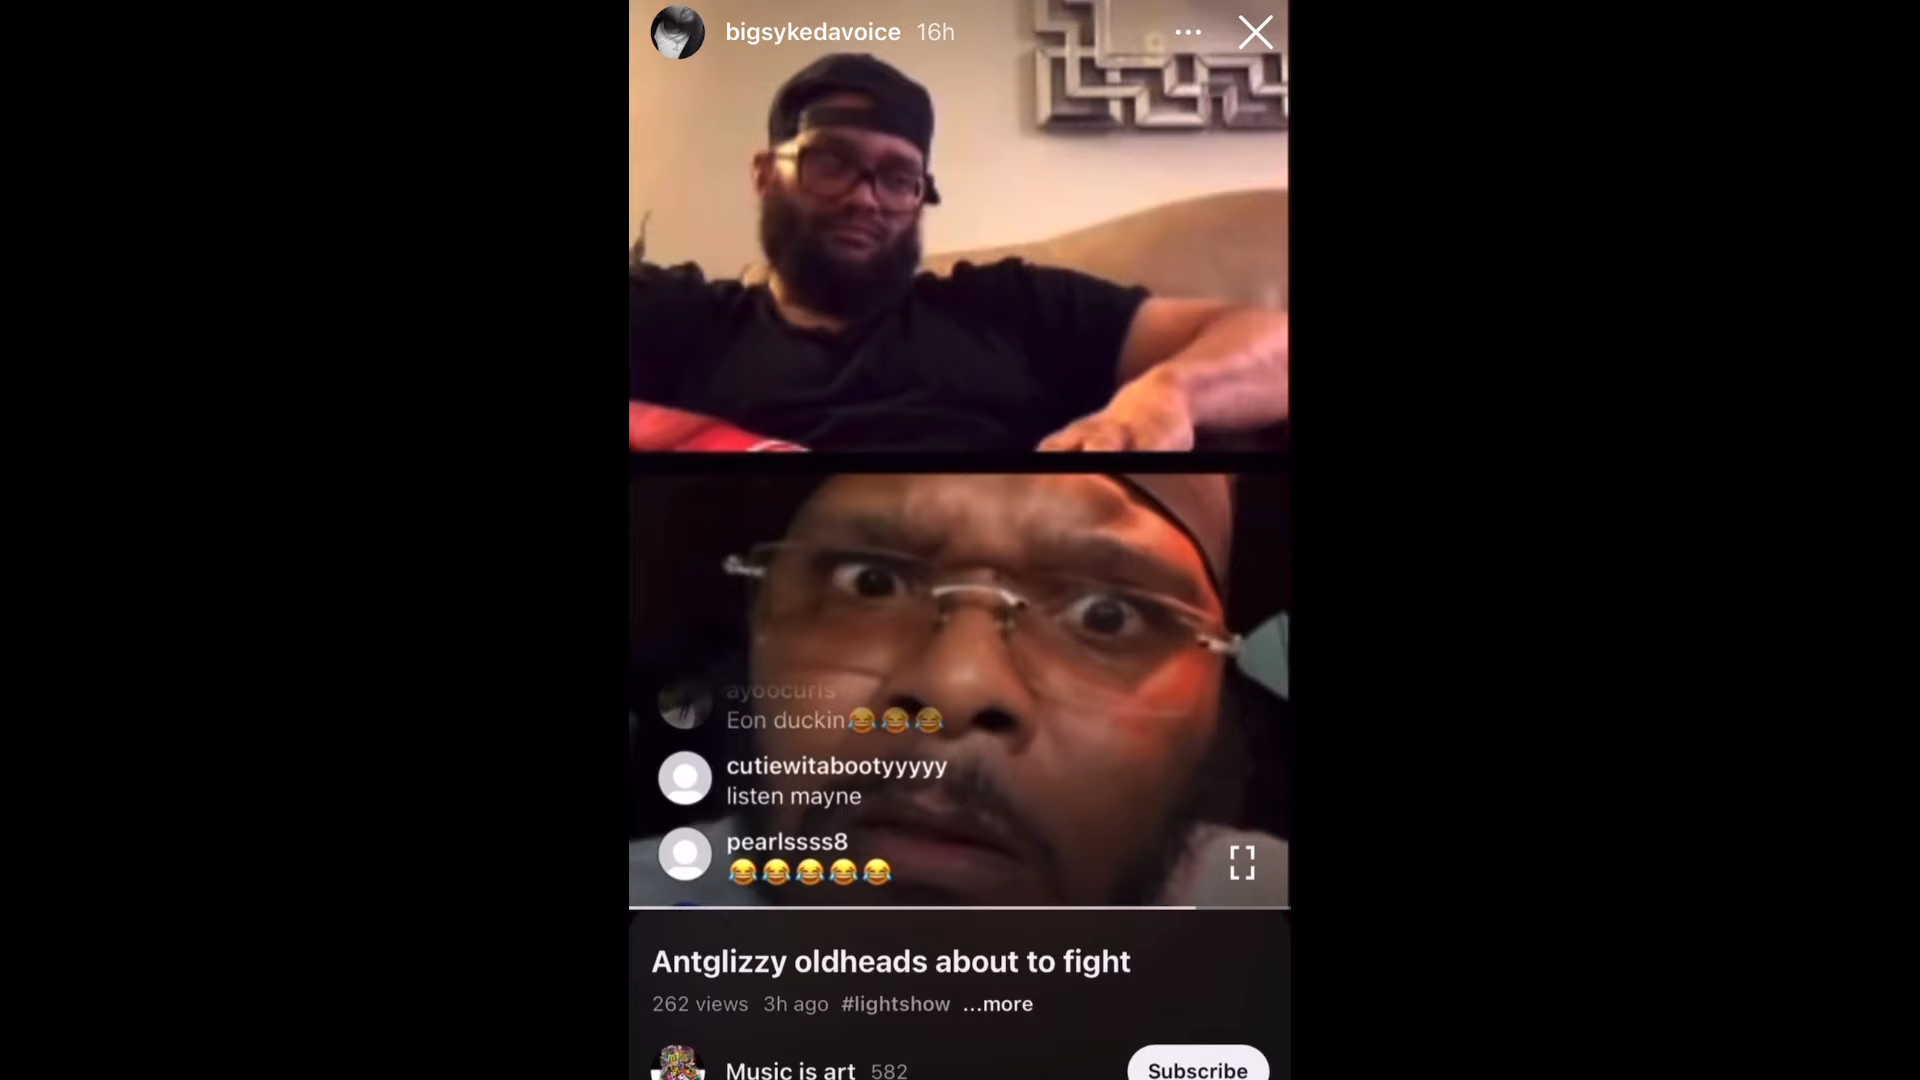 bigsykedavoice 16h
ayoocurls
Eon duckin😂😂😂
cutiewitabootyyyyy
listen mayne
pearlssss8
😂😂😂😂😂
Antglizzy oldheads about to fight
262 views 3h ago #lightshow ...more
Music is art 582
Subscribe